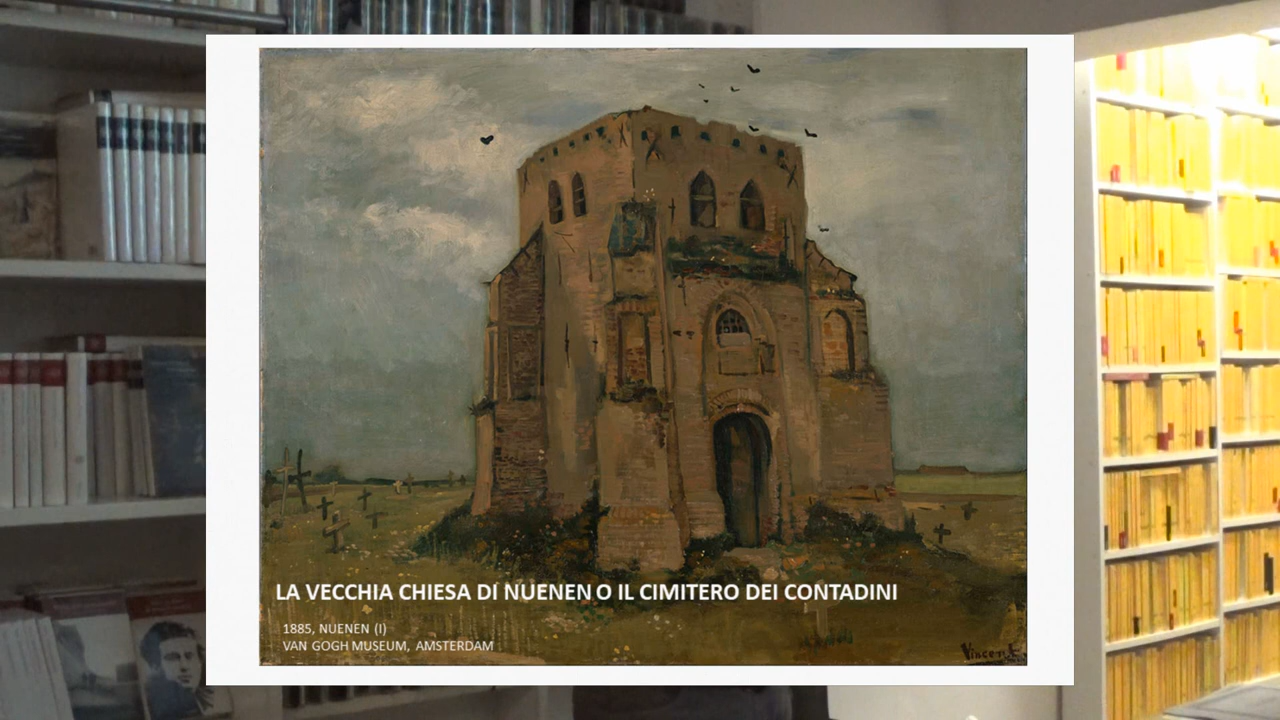 LA VECCHIA CHIESA DI NUENEN O IL CIMITERO DEI CONTADINI
1885, NUENEN (I)
VAN GOGH MUSEUM, AMSTERDAM
Vincent